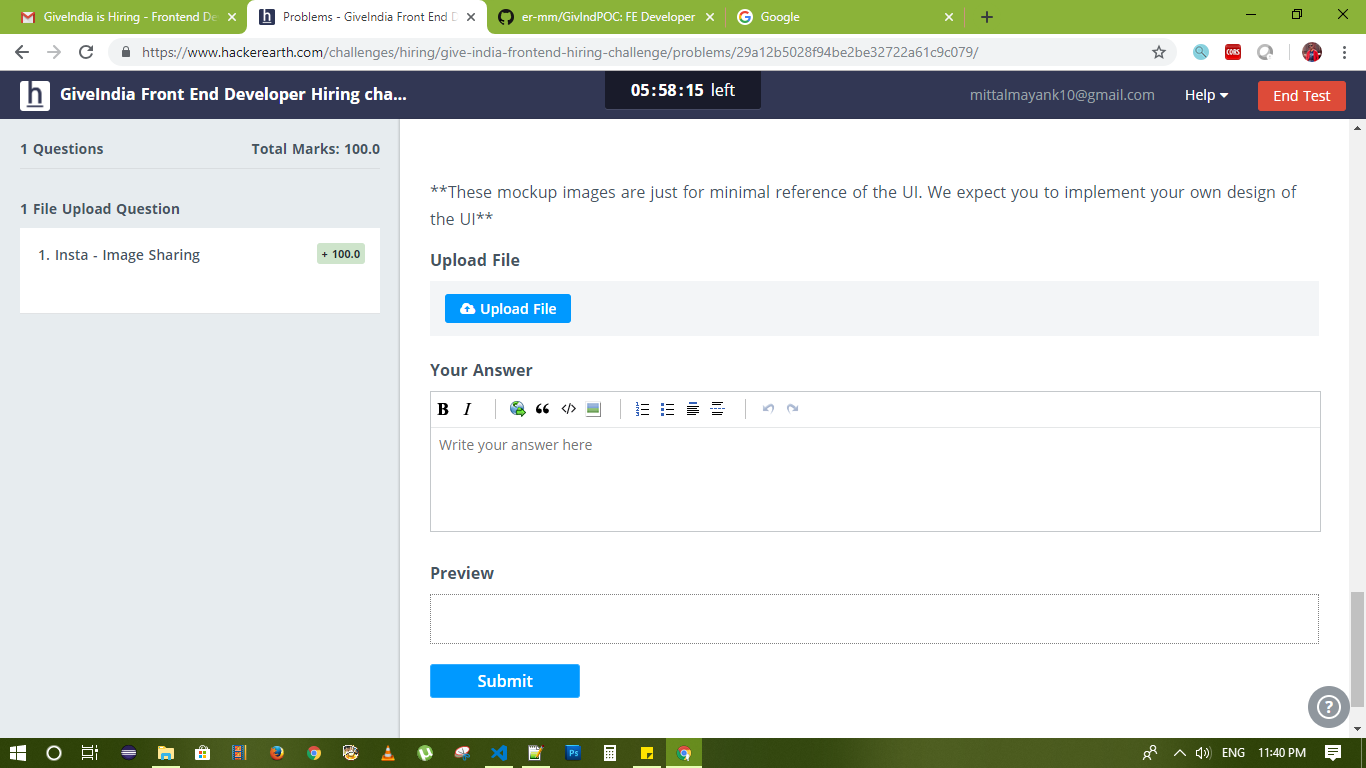 GiveIndia is Hiring - Frontend De
Problems - GiveIndia Front End D
er-mm/GivIndPOC: FE Developer
Google
https://www.hackerearth.com/challenges/hiring/give-india-frontend-hiring-challenge/problems/29a12b5028f94be2be32722a61c9c079/
CORS
h
GiveIndia Front End Developer Hiring cha...
05:58:15 left
mittalmayank10@gmail.com
Help
End Test
1 Questions
Total Marks: 100.0
1 File Upload Question
1. Insta - Image Sharing
+ 100.0
**These mockup images are just for minimal reference of the UI. We expect you to implement your own design of
the UI**
Upload File
Upload File
Your Answer
B I
Write your answer here
Preview
Submit
?
Ps
ENG
11:40 PM